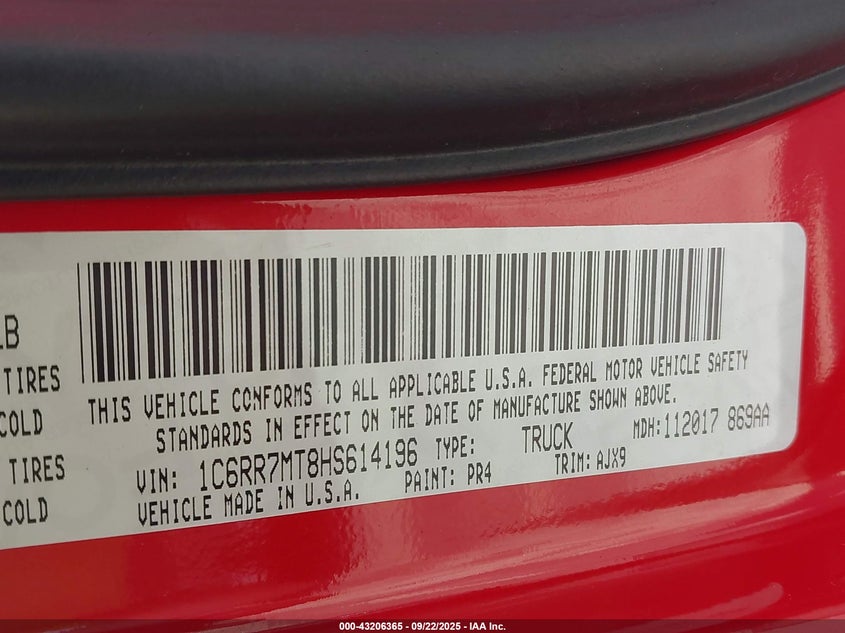 LB
TIRES
COLD
TIRES
COLD
THIS VEHICLE CONFORMS TO ALL APPLICABLE U.S.A. FEDERAL MOTOR VEHICLE SAFETY
STANDARDS IN EFFECT ON THE DATE OF MANUFACTURE SHOWN ABOVE.
VIN: 1C6RR7MT8HS614196 TYPE: TRUCK MDH:112017 869AA
VEHICLE MADE IN U.S.A. PAINT: PR4 TRIM: AJX9
000-43206365 - 09/22/2025 - IAA Inc.